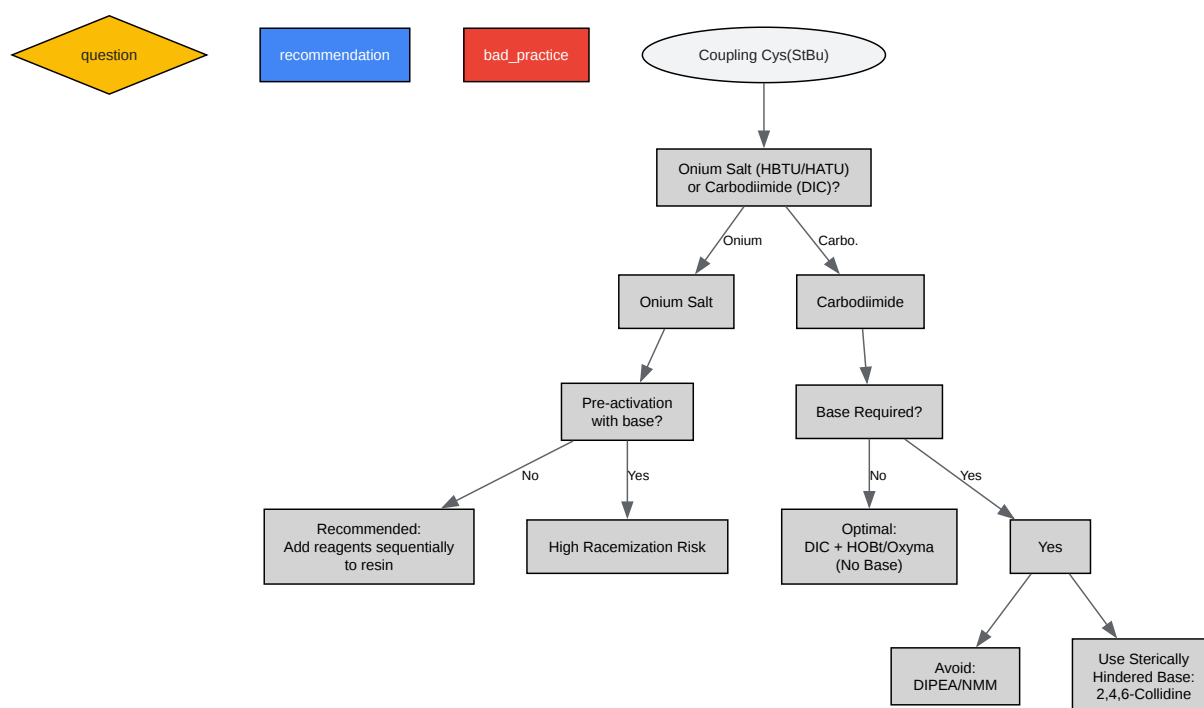 question
recommendation
bad_practice
Coupling Cys(StBu)
Onium Salt (HBTU/HATU)
or Carbodiimide (DIC)?
Onium
Carbo.
Onium Salt
Carbodiimide
Pre-activation
with base?
Base Required?
No
Yes
No
Yes
Recommended:
Add reagents sequentially
to resin
High Racemization Risk
Optimal:
DIC + HOBt/Oxyma
(No Base)
Yes
Avoid:
DIPEA/NMM
Use Sterically
Hindered Base:
2,4,6-Collidine